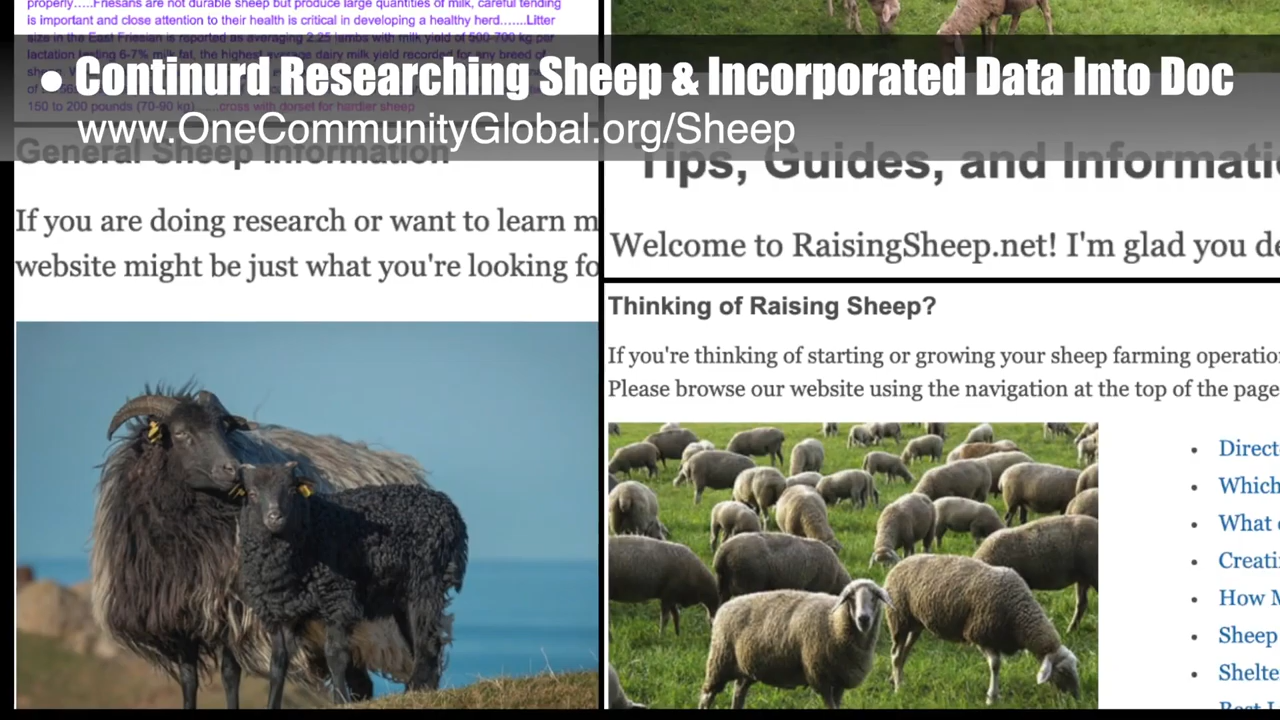 properly.....Friesans are not durable sheep but produce large quantities of milk, careful tending
is important and close attention to their health is critical in developing a healthy herd…....Litter
size in the East Friesien is reported as averaging 2.25 lambs with milk yield of 500-700 kg per
lactation testing 6-7% milk fat, the highest average dairy milk yield recorded for any breed of
• Continurd Researching Sheep & Incorporated Data Into Doc
150 to 200 pounds (70-90 kg)......cross with dorset for hardier sheep
www.OneCommunityGlobal.org/Sheep
General Sheep Information
If you are doing research or want to learn m
website might be just what you're looking fo
Tips, Guides, and Informati
Welcome to RaisingSheep.net! I'm glad you de
Thinking of Raising Sheep?
If you're thinking of starting or growing your sheep farming operatio
Please browse our website using the navigation at the top of the page
• Direct
• Which
• What
• Creati
• How M
• Sheep
• Shelte